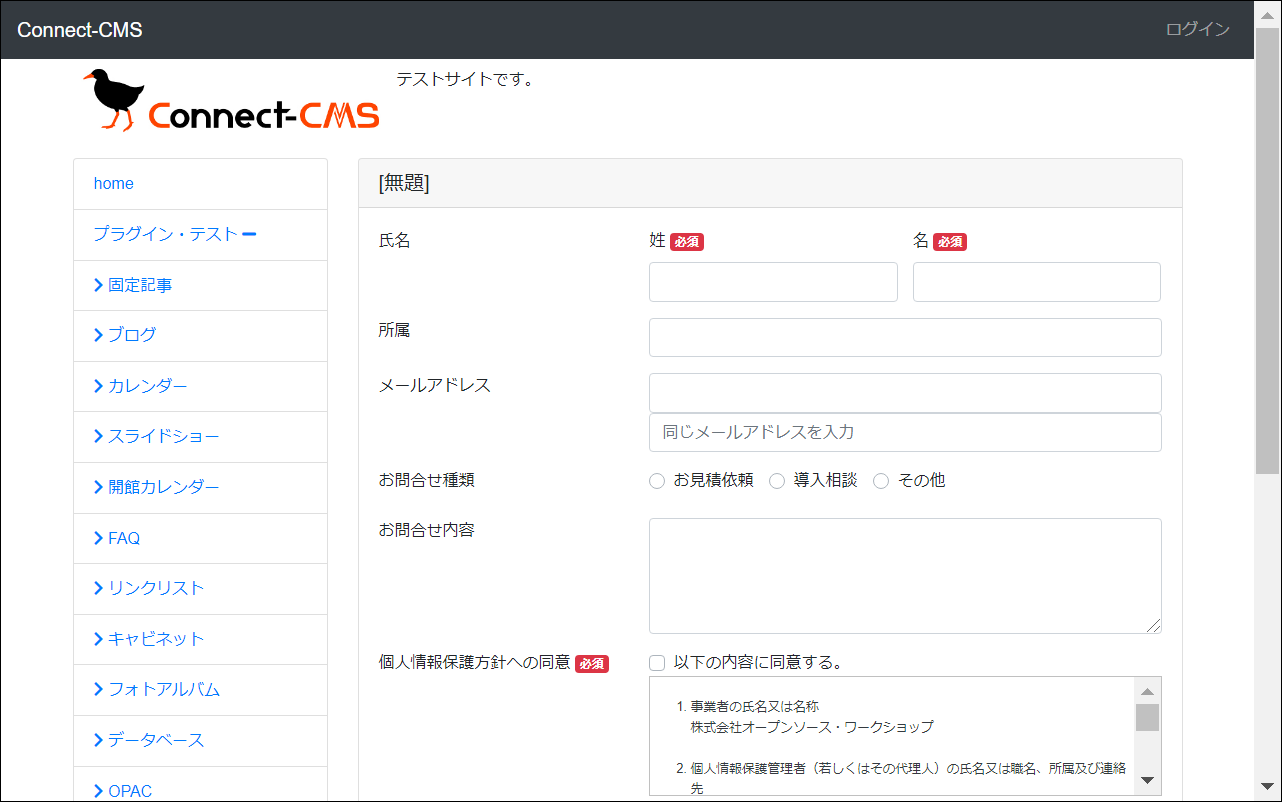 Connect-CMS
ログイン
Connect-CMS
テストサイトです。
home
プラグイン・テスト
固定記事
ブログ
カレンダー
スライドショー
開館カレンダー
FAQ
リンクリスト
キャビネット
フォトアルバム
データベース
OPAC
[無題]
氏名
姓 必須
名 必須
所属
メールアドレス
同じメールアドレスを入力
お問合せ種類
お見積依頼 導入相談 その他
お問合せ内容
個人情報保護方針への同意 必須
以下の内容に同意する。
1. 事業者の氏名又は名称
株式会社オープンソース・ワークショップ
2. 個人情報保護管理者（若しくはその代理人）の氏名又は職名、所属及び連絡
先